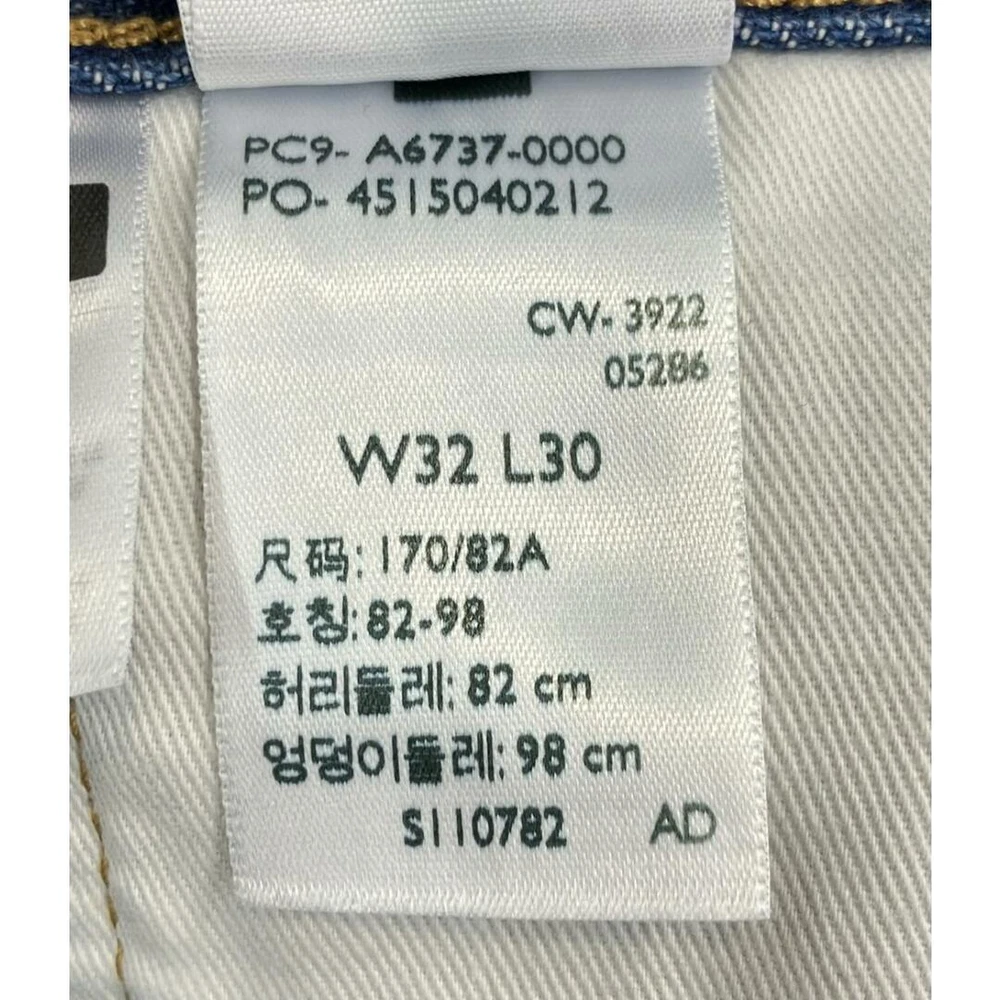 PC9- A6737-0000
PO- 4515040212
CW- 3922
05286
W32 L30
尺码: 170/82A
호칭: 82-98
허리둘레: 82 cm
엉덩이둘레: 98 cm
S110782 AD